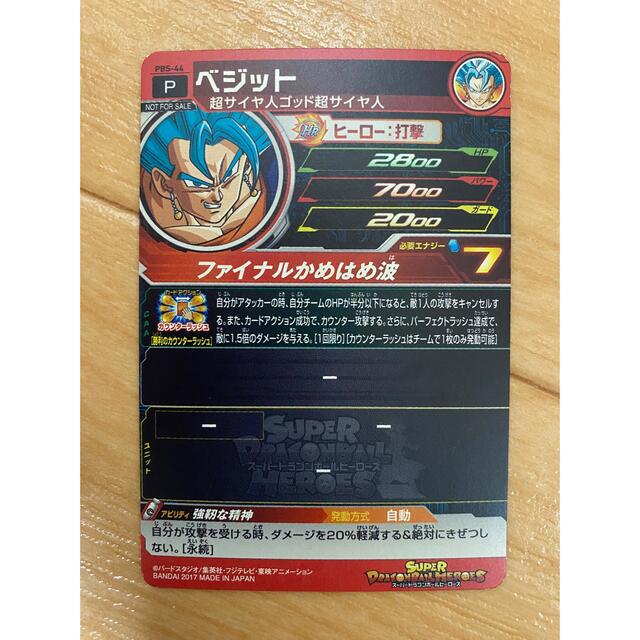 PBS-44
P
NOT FOR SALE
ベジット
超サイヤ人ゴッド超サイヤ人
HR ヒーロー:打撃
2800 HP
7000 パワー
2000 ガード
必要エナジー 7
ファイナルかめはめ波
カードアクション
カウンターラッシュ
[勝利のカウンターラッシュ]
CAA
自分がアタッカーの時、自分チームのHPが半分以下になると、敵1人の攻撃をキャンセルす
る。また、カードアクション成功で、カウンター攻撃する。さらに、パーフェクトラッシュ達成で、
敵に1.5倍のダメージを与える。[1回限り][カウンターラッシュはチームで1枚のみ発動可能]
ー
ユニット
ー
ー
ー
SUPER
DRAGONBALL
スーパードラゴンボールヒーローズ
HEROES
アビリティ 強靭な精神
発動方式 自動
自分が攻撃を受ける時、ダメージを20%軽減する&絶対にきぜつし
ない。[永続]
©バードスタジオ/集英社・フジテレビ・東映アニメーション
BANDAI 2017 MADE IN JAPAN
SUPER
DRAGONBALL HEROES
スーパードラゴンボールヒーローズ